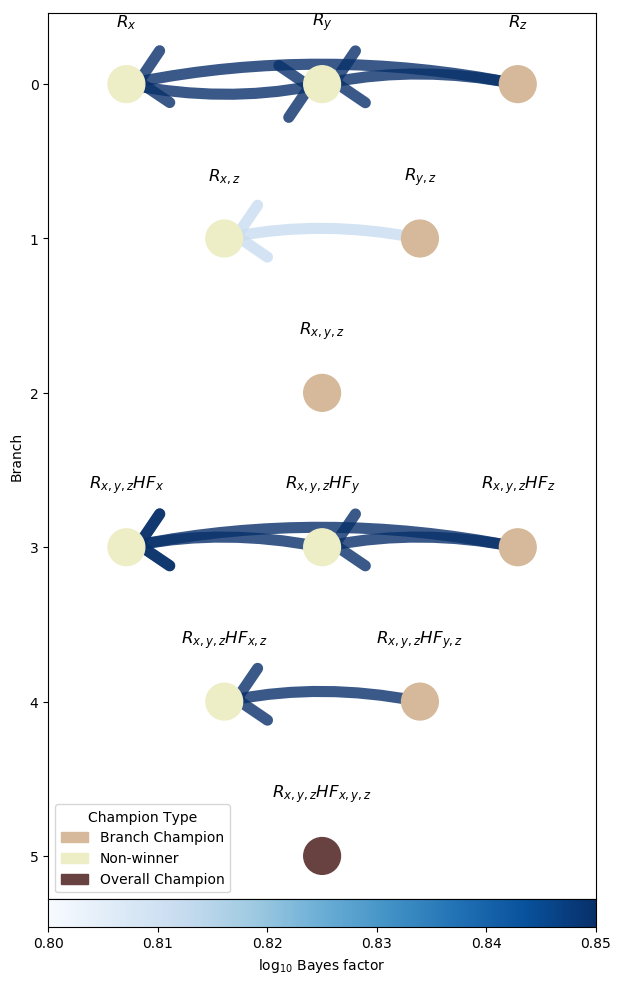 R_x R_y R_z
0
R_{x,z} R_{y,z}
1
R_{x,y,z}
2
Branch
R_{x,y,z}HF_x R_{x,y,z}HF_y R_{x,y,z}HF_z
3
R_{x,y,z}HF_{x,z} R_{x,y,z}HF_{y,z}
4
R_{x,y,z}HF_{x,y,z}
Champion Type
Branch Champion
Non-winner
Overall Champion
5
0.80 0.81 0.82 0.83 0.84 0.85
log_{10} Bayes factor